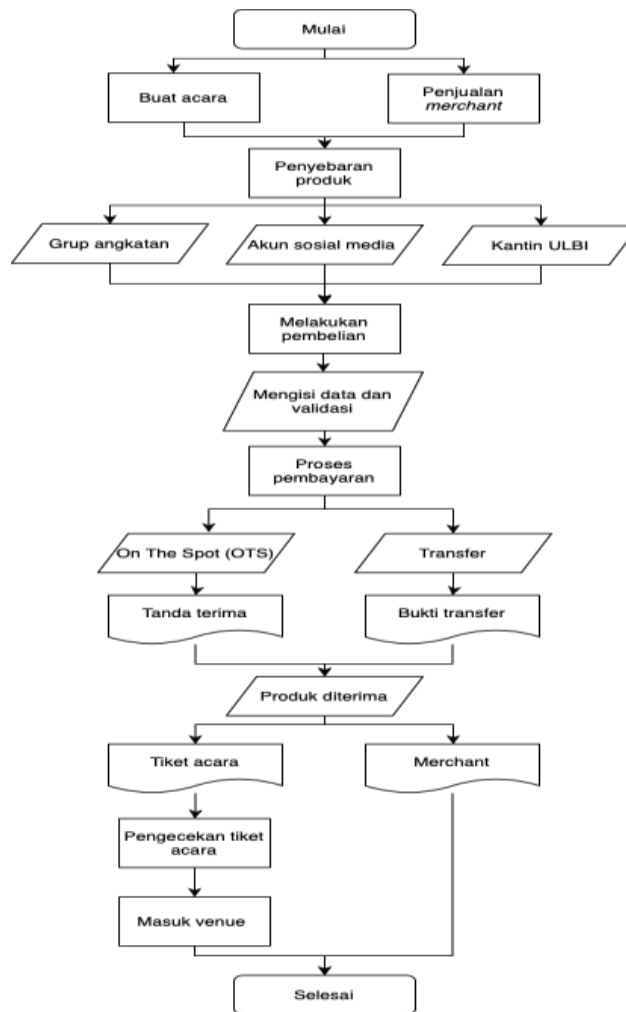 Mulai
Buat acara
Penjualan
merchant
Penyebaran
produk
Grup angkatan
Akun sosial media
Kantin ULBI
Melakukan
pembelian
Mengisi data dan
validasi
Proses
pembayaran
On The Spot (OTS)
Transfer
Tanda terima
Bukti transfer
Produk diterima
Tiket acara
Merchant
Pengecekan tiket
acara
Masuk venue
Selesai